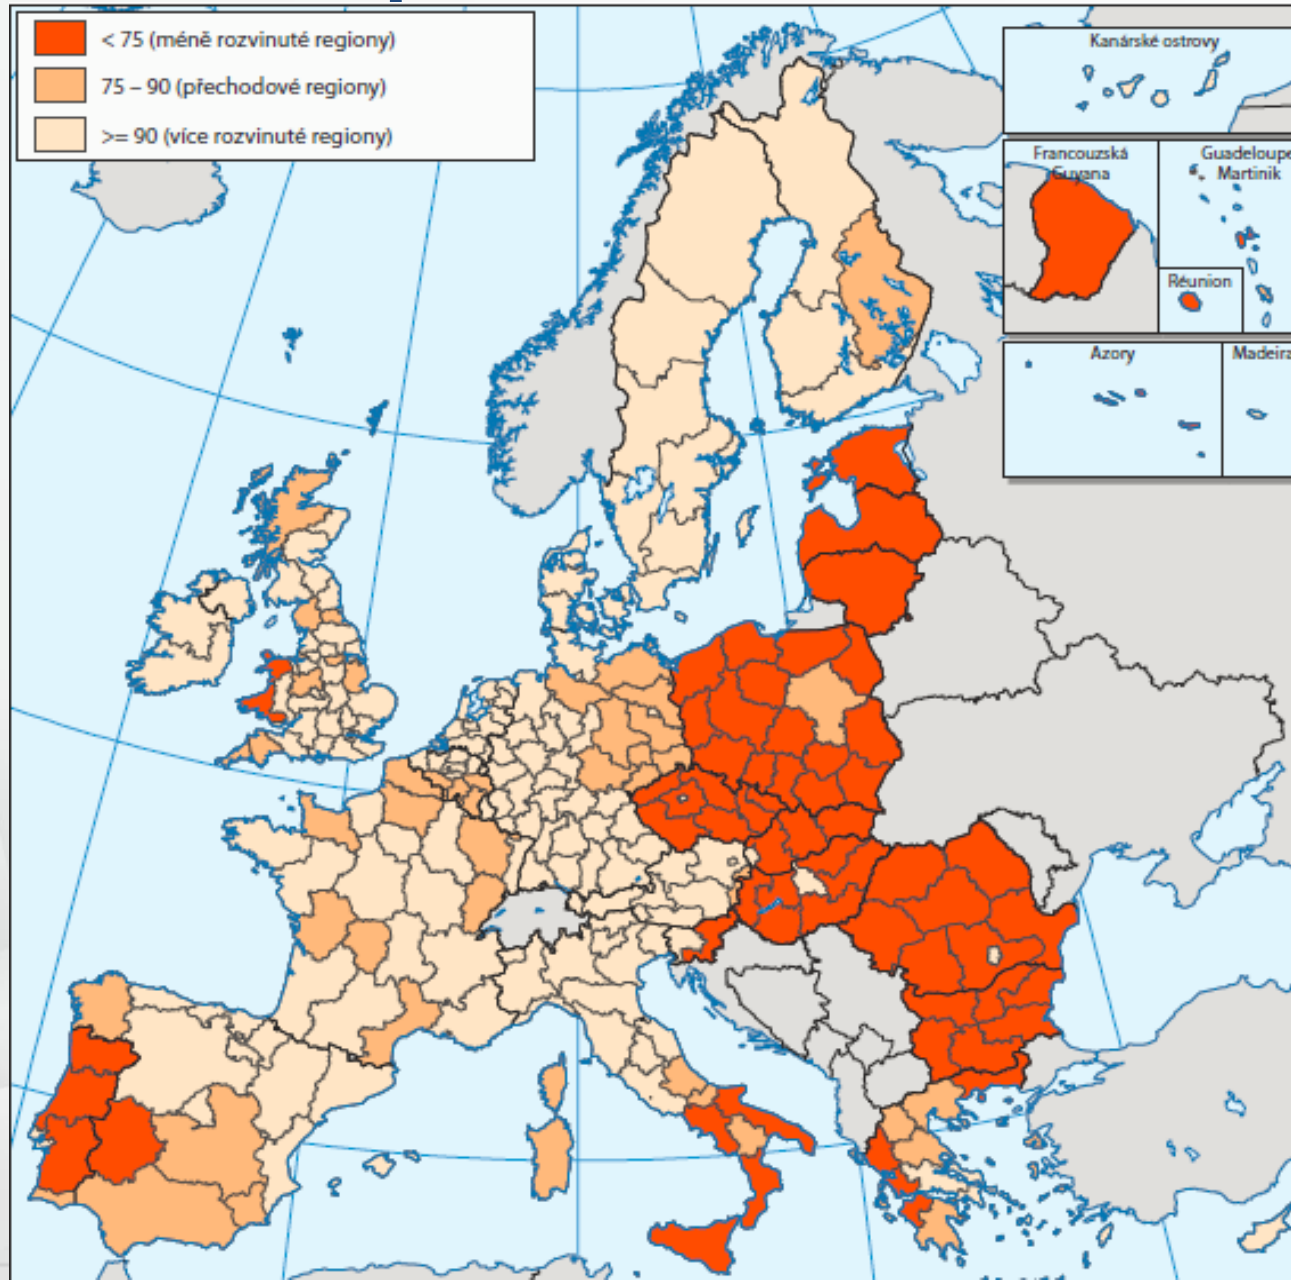 < 75 (méně rozvinuté regiony)
75 – 90 (přechodové regiony)
>= 90 (více rozvinuté regiony)
Kanárské ostrovy
Francouzská
Guyana
Guadeloupe
Martinik
Réunion
Azory
Madeira